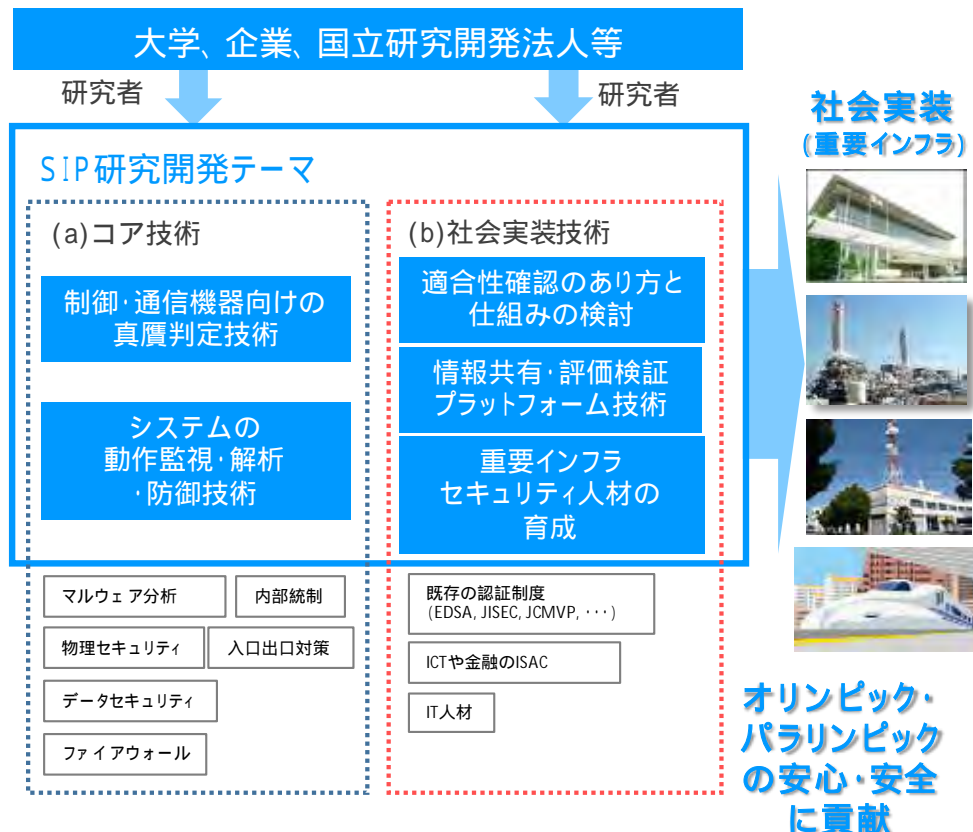 大学、企業、国立研究開発法人等
研究者
研究者
SIP研究開発テーマ
(a)コア技術
制御・通信機器向けの
真贋判定技術
システムの
動作監視・解析
・防御技術
マルウェア分析
内部統制
物理セキュリティ
入口出口対策
データセキュリティ
ファイアウォール
(b)社会実装技術
適合性確認のあり方と
仕組みの検討
情報共有・評価検証
プラットフォーム技術
重要インフラ
セキュリティ人材の
育成
既存の認証制度
(EDSA, JISEC, JCMVP, ・・・)
ICTや金融のISAC
IT人材
社会実装
(重要インフラ)
オリンピック・
パラリンピック
の安心・安全
に貢献